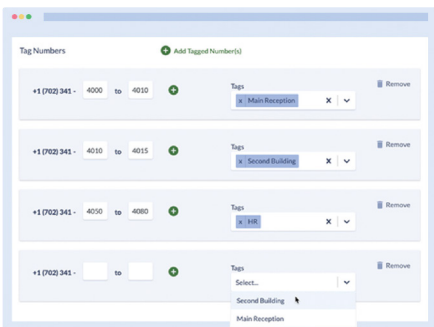 Tag Numbers Add Tagged Number(s)
Tags Remove
+1 (702) 341 - 4000 to 4010
x Main Reception x
Tags Remove
+1 (702) 341 - 4010 to 4015
x Second Building x
Tags Remove
+1 (702) 341 - 4050 to 4080
x HR x
Tags Remove
+1 (702) 341 - to
Select...
Second Building
Main Reception